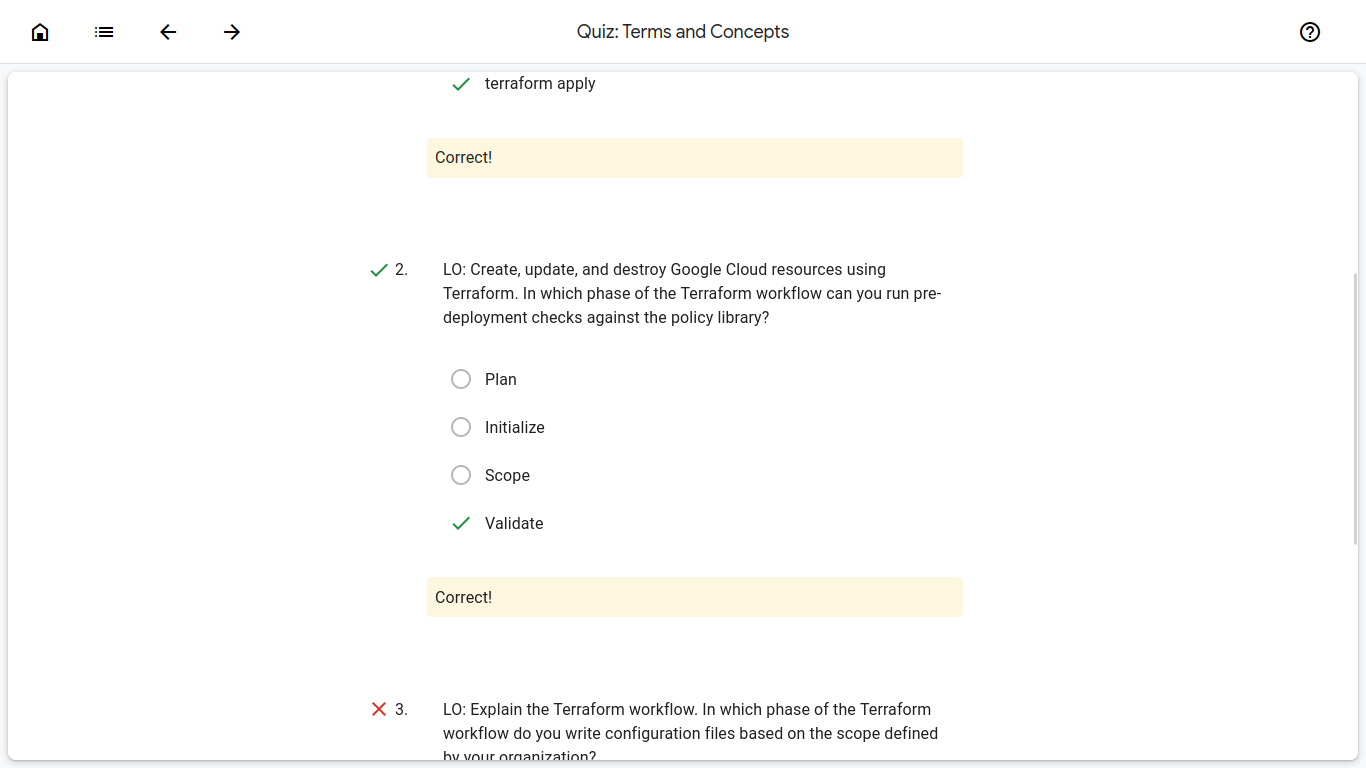 Quiz: Terms and Concepts
terraform apply
Correct!
2.
LO: Create, update, and destroy Google Cloud resources using
Terraform. In which phase of the Terraform workflow can you run pre-
deployment checks against the policy library?
Plan
Initialize
Scope
Validate
Correct!
3.
LO: Explain the Terraform workflow. In which phase of the Terraform
workflow do you write configuration files based on the scope defined
by your organization?